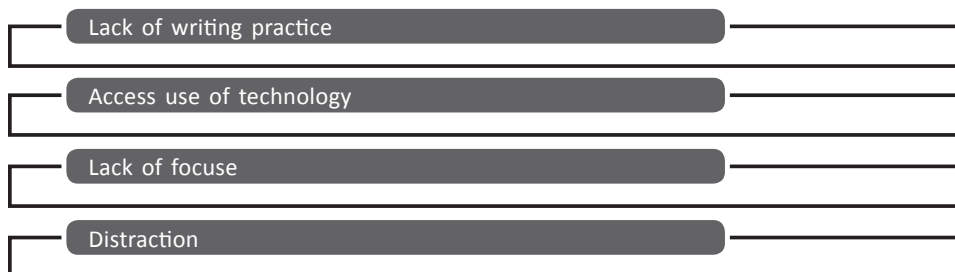 Lack of writing practice
Access use of technology
Lack of focuse
Distraction